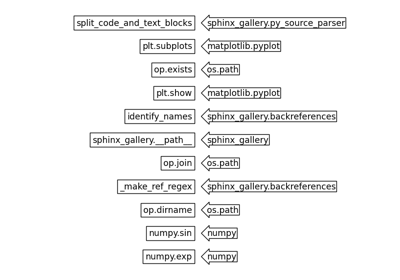 split_code_and_text_blocks sphinx_gallery.py_source_parser
plt.subplots matplotlib.pyplot
op.exists os.path
plt.show matplotlib.pyplot
identify_names sphinx_gallery.backreferences
sphinx_gallery.__path__ sphinx_gallery
op.join os.path
_make_ref_regex sphinx_gallery.backreferences
op.dirname os.path
numpy.sin numpy
numpy.exp numpy